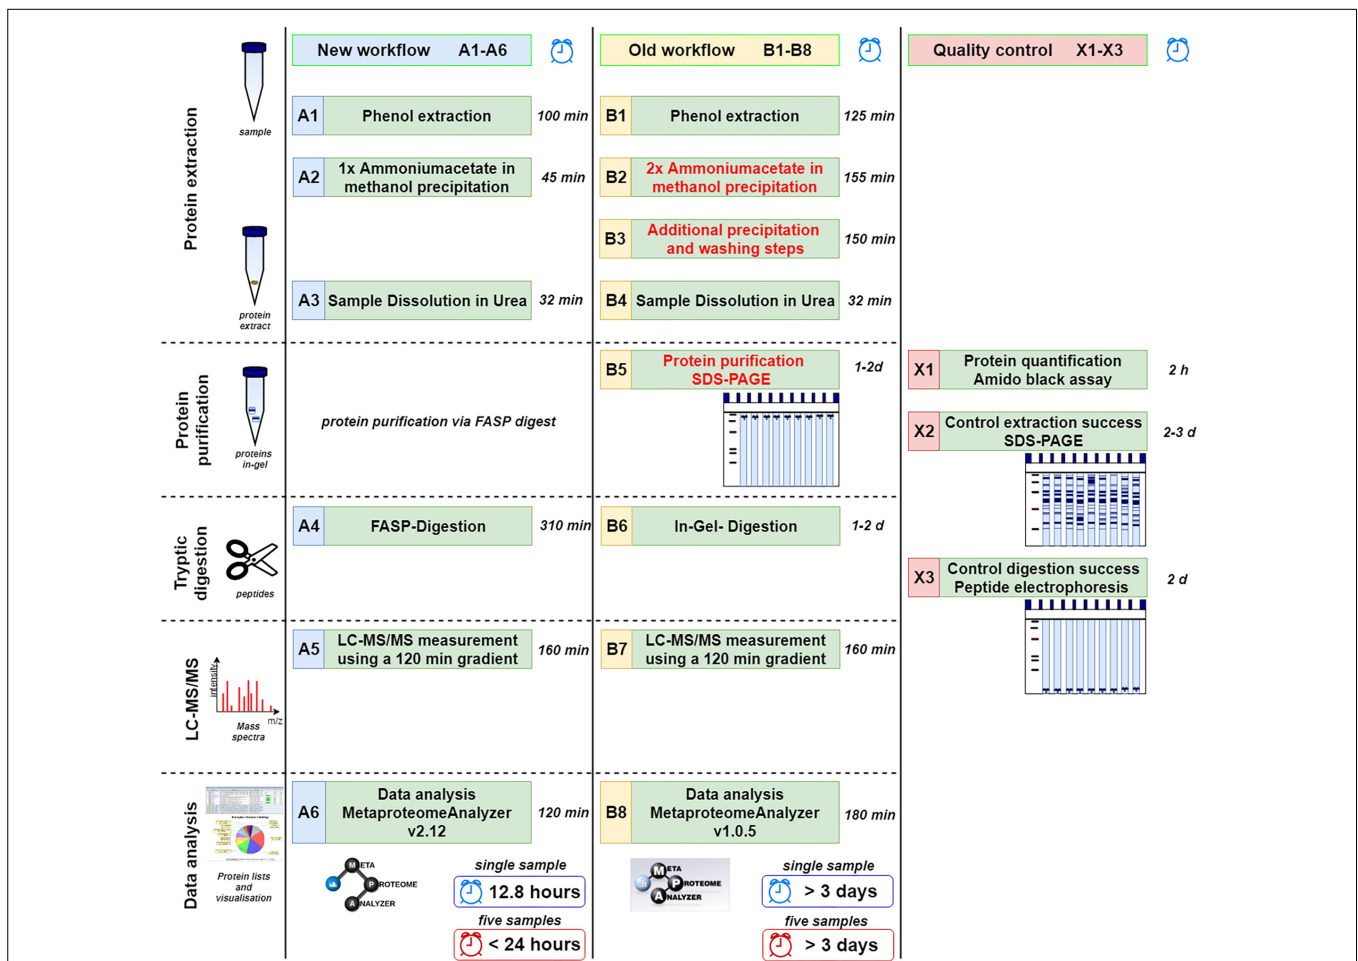 New workflow A1-A6
Old workflow B1-B8
Quality control X1-X3
Protein extraction
sample
A1
Phenol extraction
100 min
B1
Phenol extraction
125 min
A2
1x Ammoniumacetate in
methanol precipitation
45 min
B2
2x Ammoniumacetate in
methanol precipitation
155 min
B3
Additional precipitation
and washing steps
150 min
protein
extract
A3
Sample Dissolution in Urea
32 min
B4
Sample Dissolution in Urea
32 min
Protein
purification
proteins
in-gel
protein purification via FASP digest
B5
Protein purification
SDS-PAGE
1-2d
X1
Protein quantification
Amido black assay
2 h
X2
Control extraction success
SDS-PAGE
2-3 d
Tryptic
digestion
peptides
A4
FASP-Digestion
310 min
B6
In-Gel- Digestion
1-2 d
X3
Control digestion success
Peptide electrophoresis
2 d
LC-MS/MS
intensity
m/z
Mass
spectra
A5
LC-MS/MS measurement
using a 120 min gradient
160 min
B7
LC-MS/MS measurement
using a 120 min gradient
160 min
Data analysis
Protein lists
and
visualisation
A6
Data analysis
MetaproteomeAnalyzer
v2.12
120 min
B8
Data analysis
MetaproteomeAnalyzer
v1.0.5
180 min
META
PROTEOME
ANALYZER
single sample
12.8 hours
five samples
< 24 hours
META
PROTEOME
ANALYZER
single sample
> 3 days
five samples
> 3 days